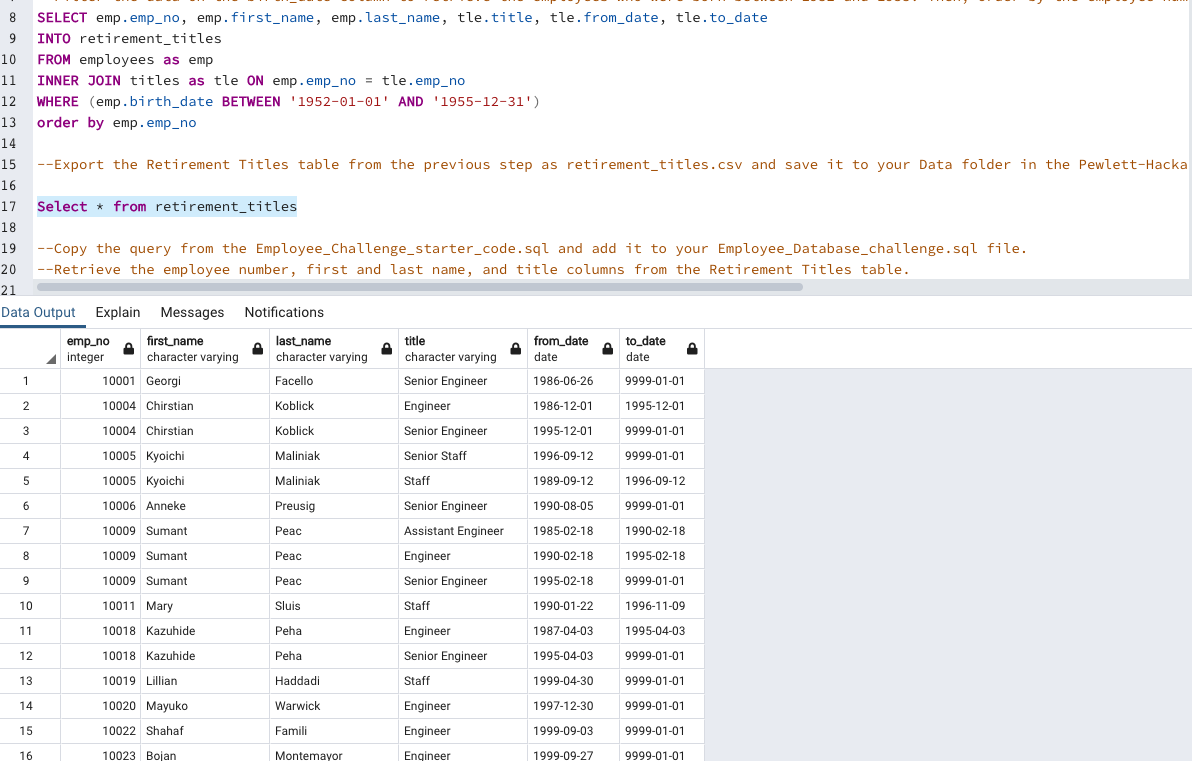 8 SELECT emp.emp_no, emp.first_name, emp.last_name, tle.title, tle.from_date, tle.to_date
9 INTO retirement_titles
10 FROM employees as emp
11 INNER JOIN titles as tle ON emp.emp_no = tle.emp_no
12 WHERE (emp.birth_date BETWEEN '1952-01-01' AND '1955-12-31')
13 order by emp.emp_no
14
15 --Export the Retirement Titles table from the previous step as retirement_titles.csv and save it to your Data folder in the Pewlett-Hacka
16
17 Select * from retirement_titles
18
19 --Copy the query from the Employee_Challenge_starter_code.sql and add it to your Employee_Database_challenge.sql file.
20 --Retrieve the employee number, first and last name, and title columns from the Retirement Titles table.
21
Data Output Explain Messages Notifications
emp_no first_name last_name title from_date to_date
integer character varying character varying character varying date date
1 10001 Georgi Facello Senior Engineer 1986-06-26 9999-01-01
2 10004 Chirstian Koblick Engineer 1986-12-01 1995-12-01
3 10004 Chirstian Koblick Senior Engineer 1995-12-01 9999-01-01
4 10005 Kyoichi Maliniak Senior Staff 1996-09-12 9999-01-01
5 10005 Kyoichi Maliniak Staff 1989-09-12 1996-09-12
6 10006 Anneke Preusig Senior Engineer 1990-08-05 9999-01-01
7 10009 Sumant Peac Assistant Engineer 1985-02-18 1990-02-18
8 10009 Sumant Peac Engineer 1990-02-18 1995-02-18
9 10009 Sumant Peac Senior Engineer 1995-02-18 9999-01-01
10 10011 Mary Sluis Staff 1990-01-22 1996-11-09
11 10018 Kazuhide Peha Engineer 1987-04-03 1995-04-03
12 10018 Kazuhide Peha Senior Engineer 1995-04-03 9999-01-01
13 10019 Lillian Haddadi Staff 1999-04-30 9999-01-01
14 10020 Mayuko Warwick Engineer 1997-12-30 9999-01-01
15 10022 Shahaf Famili Engineer 1999-09-03 9999-01-01
16 10023 Bojan Montemayor Engineer 1999-09-27 9999-01-01